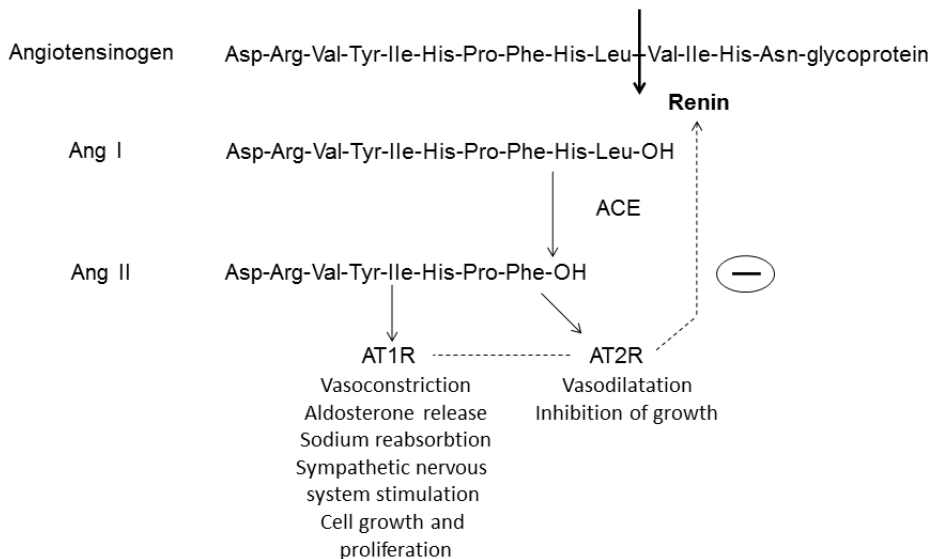 Angiotensinogen Asp-Arg-Val-Tyr-Ile-His-Pro-Phe-His-Leu-Val-Ile-His-Asn-glycoprotein
Renin
Ang I Asp-Arg-Val-Tyr-Ile-His-Pro-Phe-His-Leu-OH
ACE
Ang II Asp-Arg-Val-Tyr-Ile-His-Pro-Phe-OH
AT1R
Vasoconstriction
Aldosterone release
Sodium reabsorbtion
Sympathetic nervous
system stimulation
Cell growth and
proliferation
AT2R
Vasodilatation
Inhibition of growth